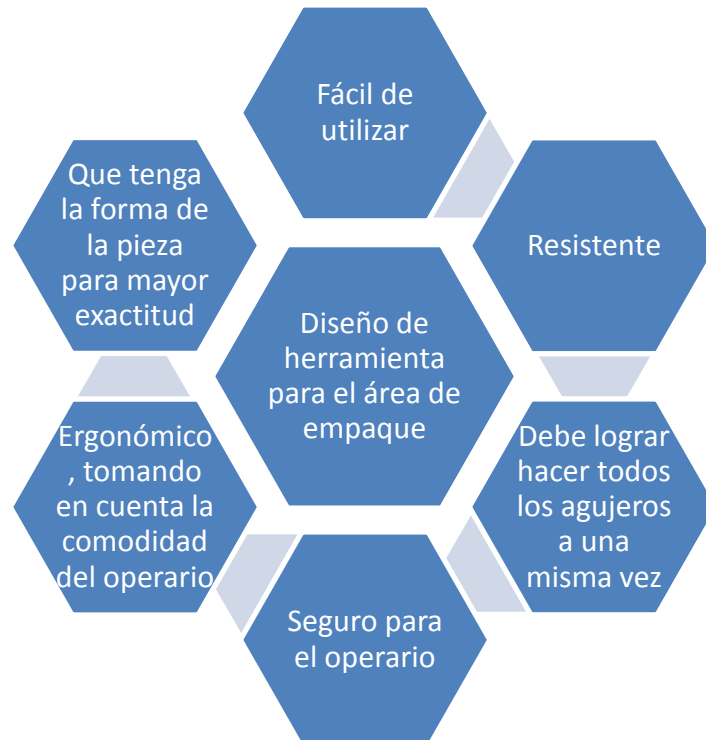 Fácil de
utilizar
Resistente
Debe lograr
hacer todos
los agujeros
a una
misma vez
Seguro para
el operario
Ergonómico
, tomando
en cuenta la
comodidad
del operario
Que tenga
la forma de
la pieza
para mayor
exactitud
Diseño de
herramienta
para el área de
empaque